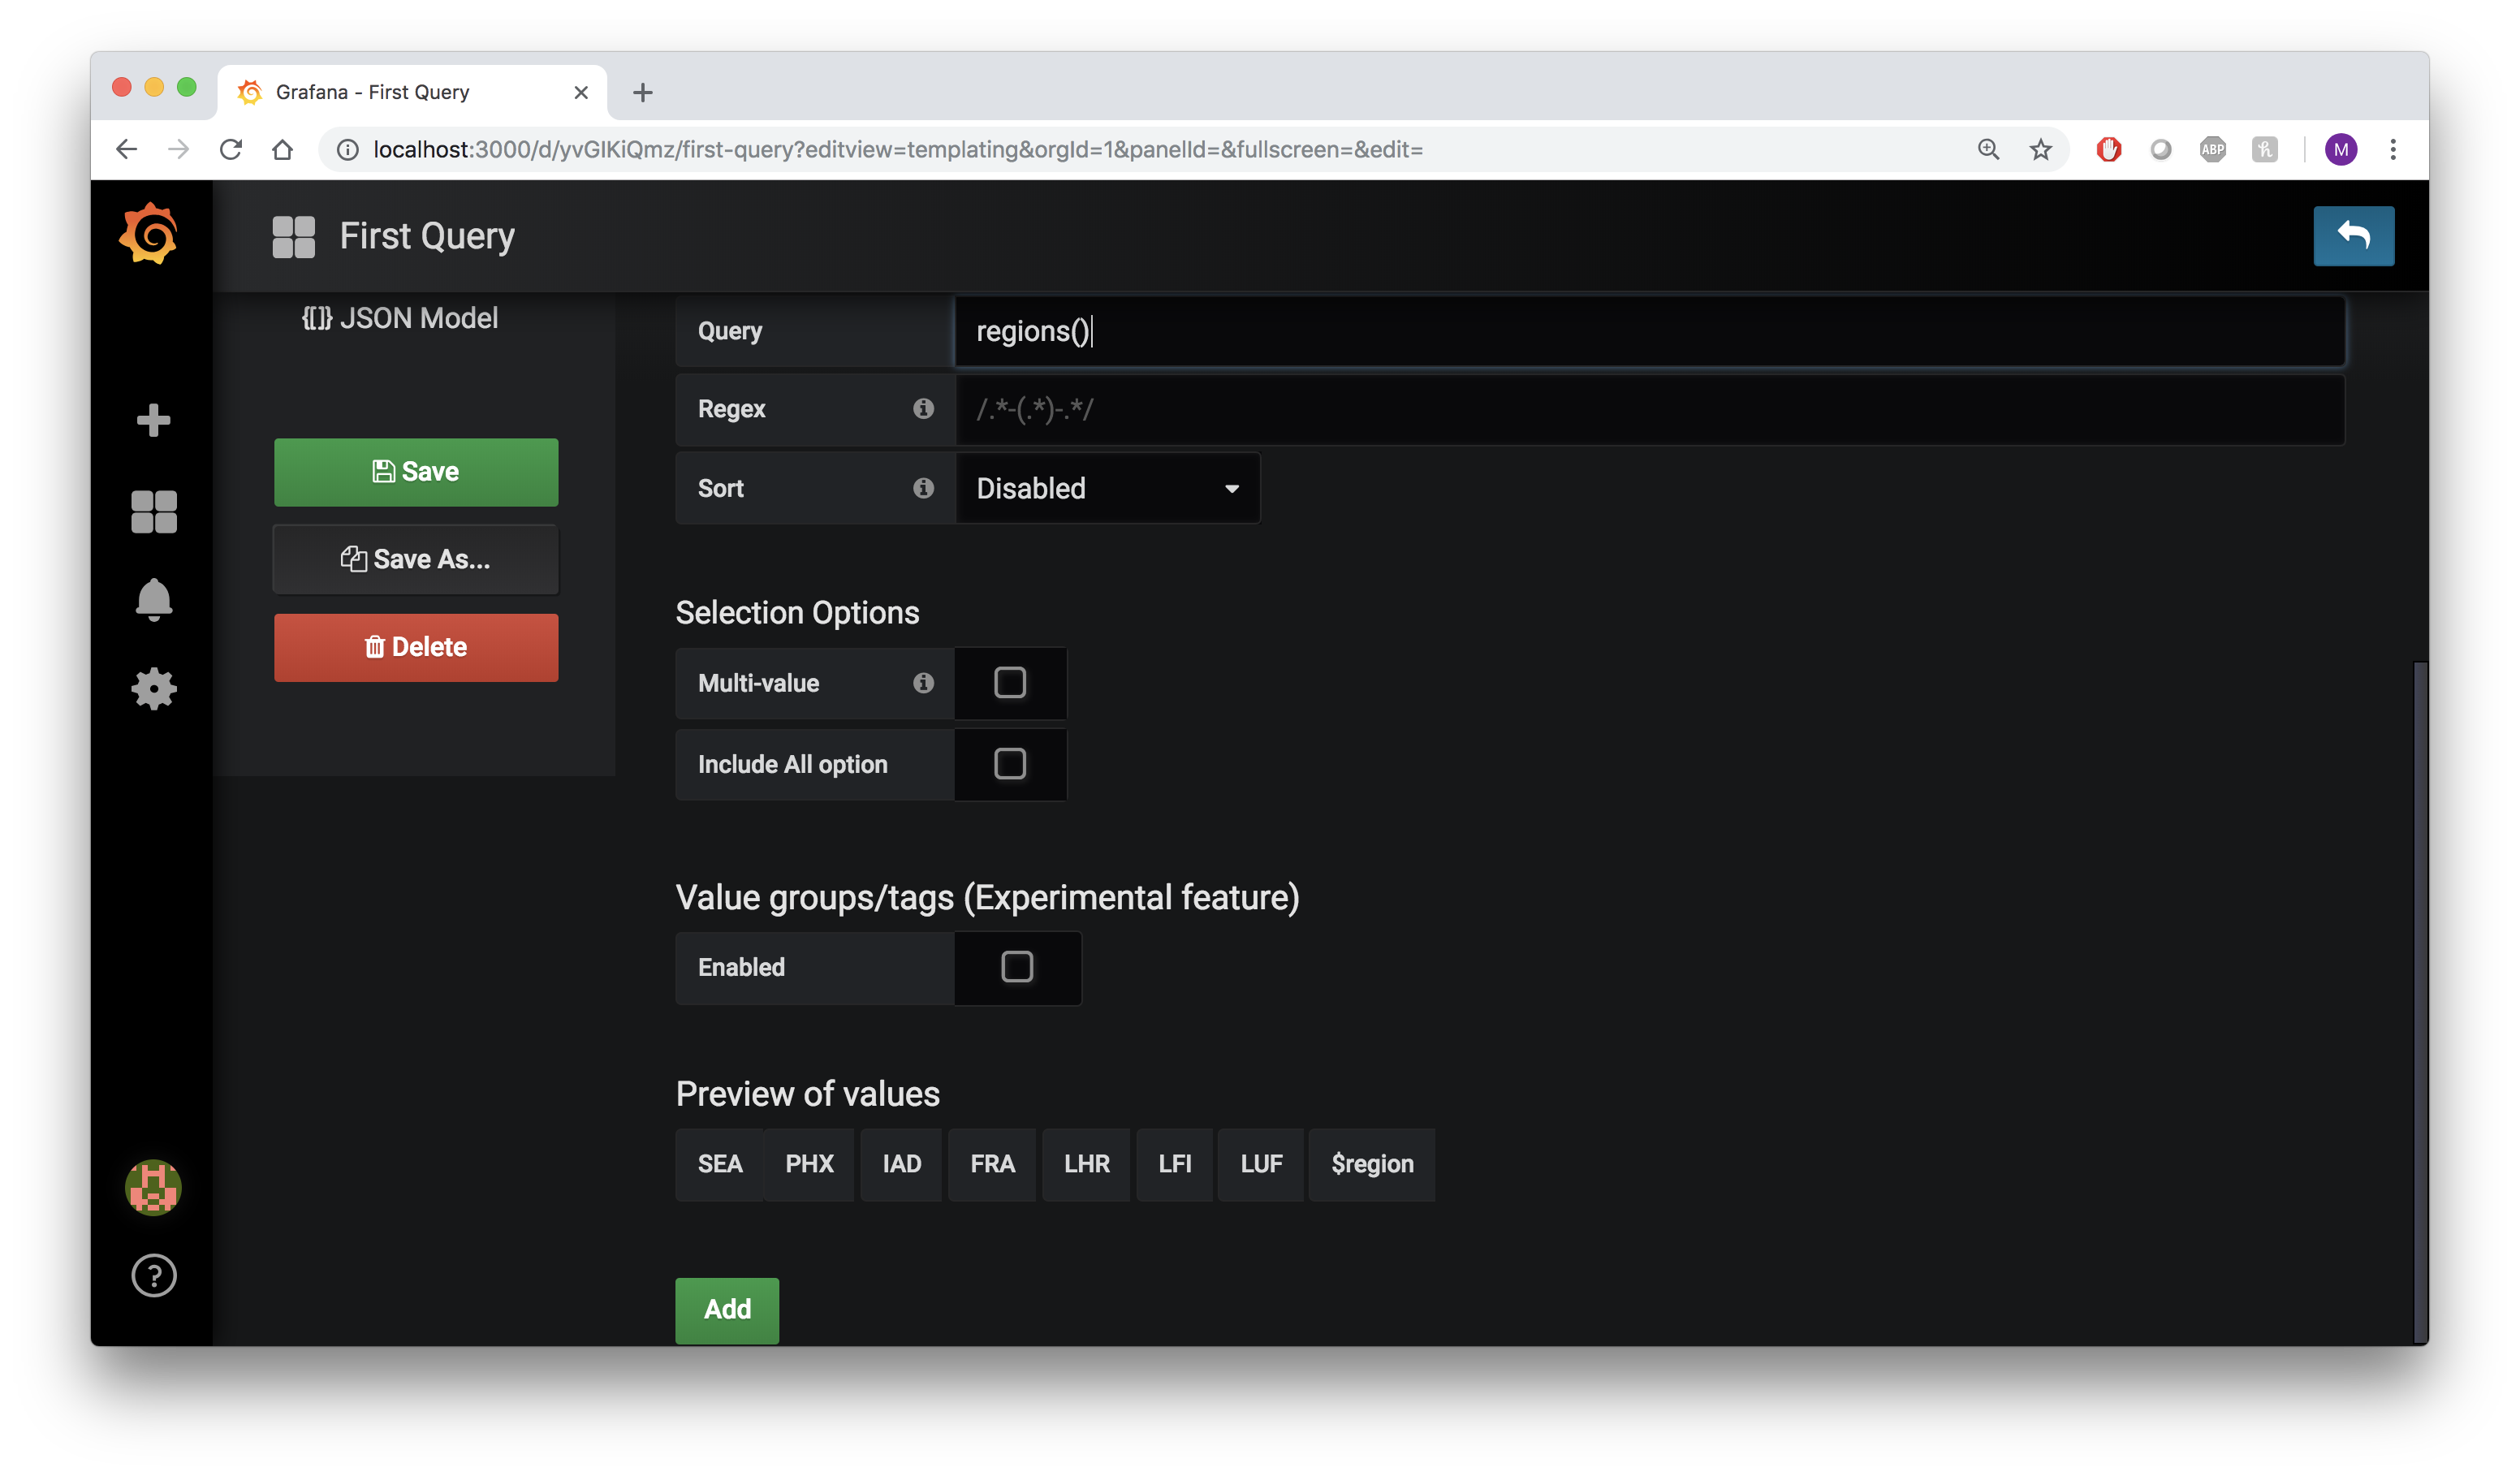 Grafana - First Query
localhost:3000/d/yvGIKiQmz/first-query?editview=templating&orgId=1&panelId=&fullscreen=&edit=
ABP
h
M
First Query
{[]} JSON Model
Save
Save As...
Delete
Query
regions()
Regex
/.*-(.*)-.*/
Sort
Disabled
Selection Options
Multi-value
Include All option
Value groups/tags (Experimental feature)
Enabled
Preview of values
SEA PHX IAD FRA LHR LFI LUF $region
Add